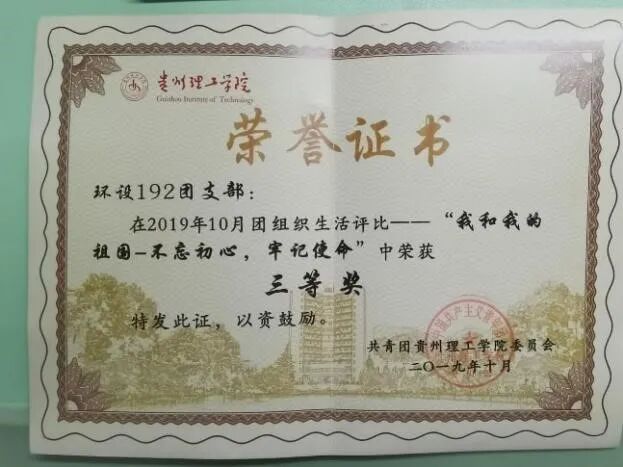 贵州理工学院
Guizhou Institute of Technology
荣誉证书
环设192团支部：
在2019年10月团组织生活评比——“我和我的
祖国-不忘初心，牢记使命”中荣获
三等奖
特发此证，以资鼓励。
共青团贵州理工学院委员会
二〇一九年十月